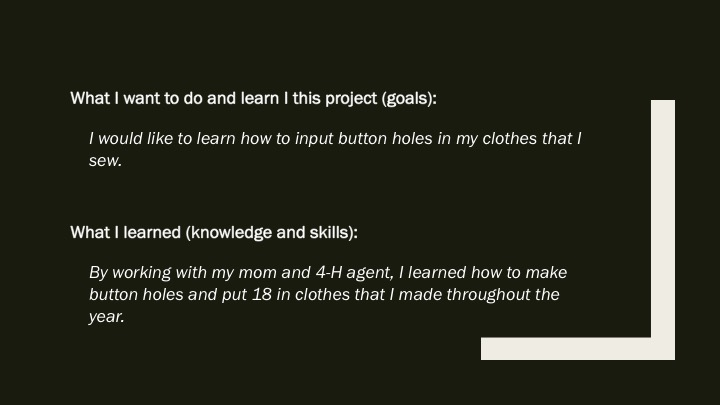 What I want to do and learn I this project (goals):
I would like to learn how to input button holes in my clothes that I
sew.
What I learned (knowledge and skills):
By working with my mom and 4-H agent, I learned how to make
button holes and put 18 in clothes that I made throughout the
year.